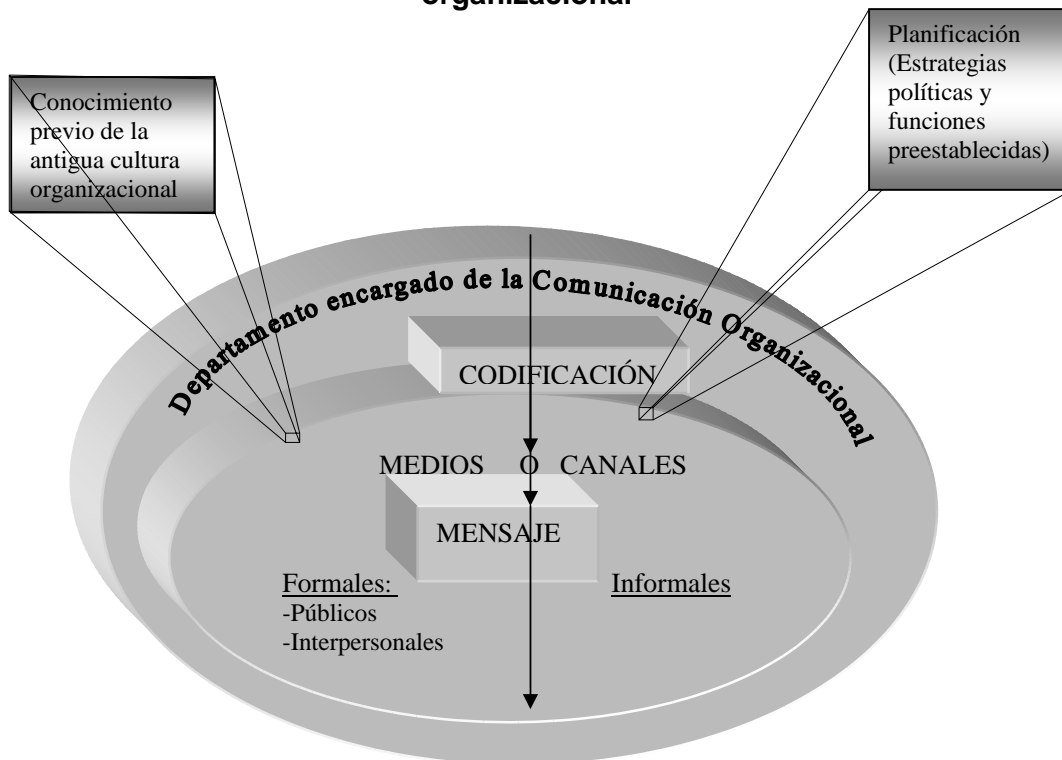 organizacional
Planificación
(Estrategias
políticas y
funciones
preestablecidas)
Conocimiento
previo de la
antigua cultura
organizacional
Departamento encargado de la Comunicación Organizacional
CODIFICACIÓN
MEDIOS O CANALES
MENSAJE
Formales:
-Públicos
-Interpersonales
Informales